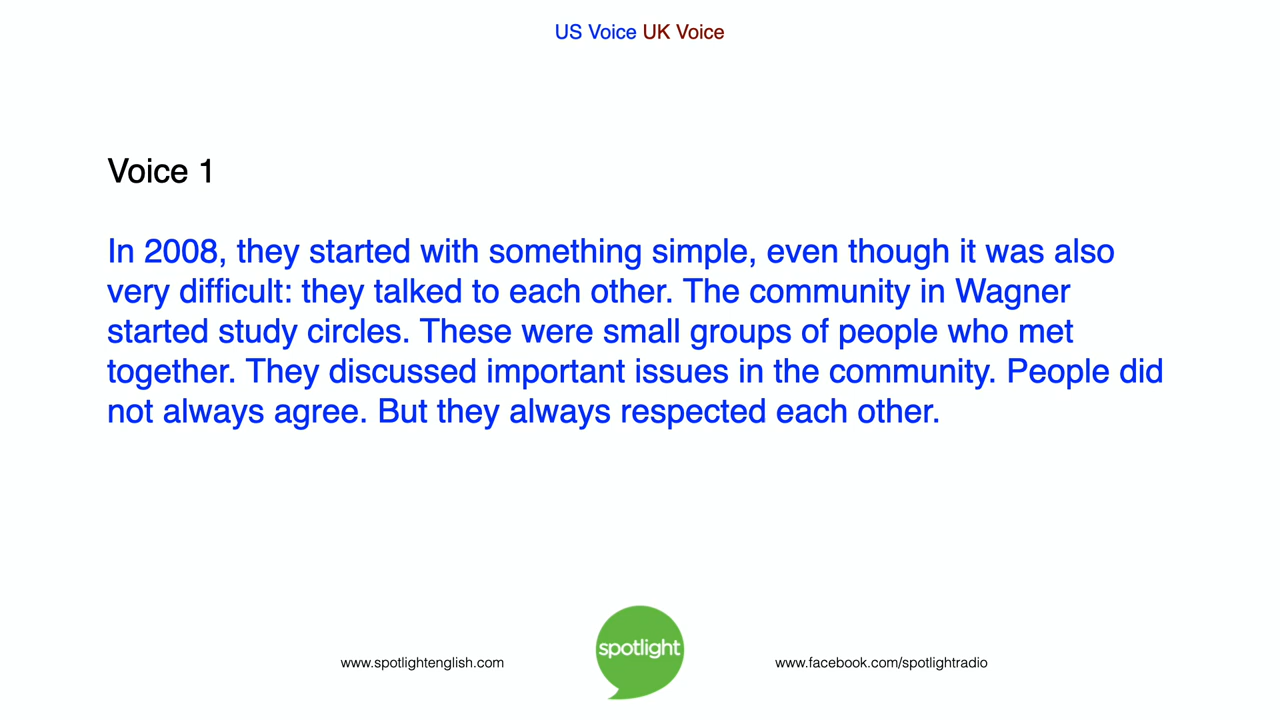 US Voice UK Voice
Voice 1
In 2008, they started with something simple, even though it was also
very difficult: they talked to each other. The community in Wagner
started study circles. These were small groups of people who met
together. They discussed important issues in the community. People did
not always agree. But they always respected each other.
www.spotlightenglish.com
spotlight
www.facebook.com/spotlightradio